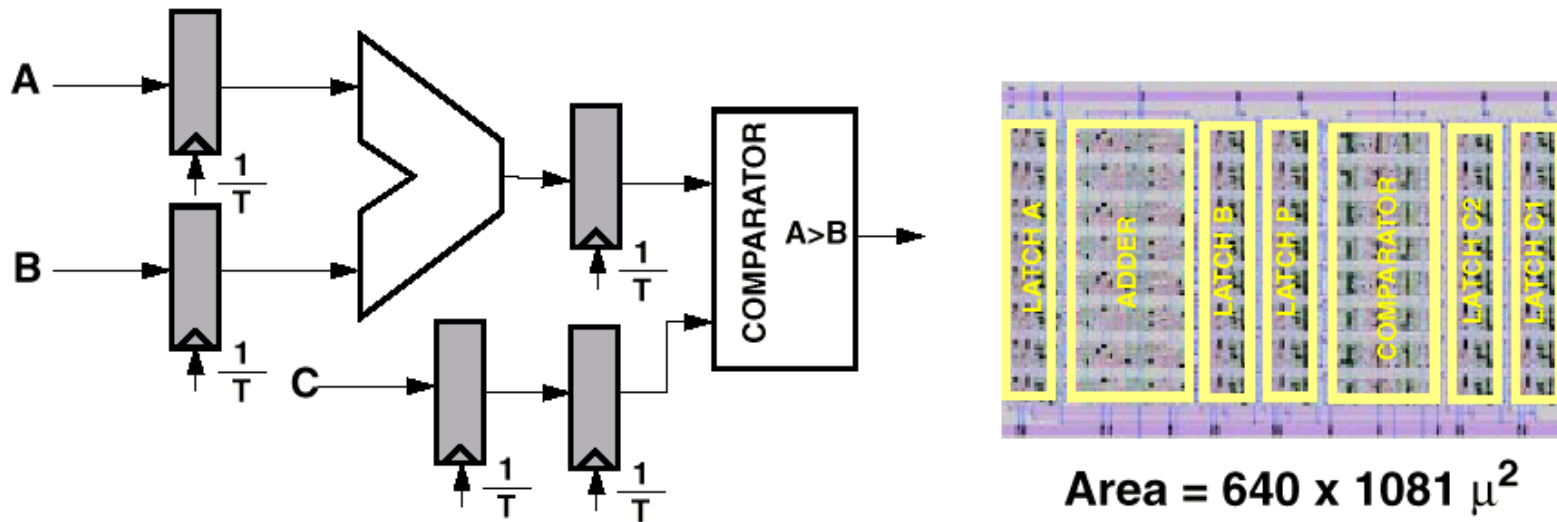 A
1
T
B
1
T
C
1
T
1
T
1
T
COMPARATOR
A>B
LATCH A
ADDER
LATCH B
LATCH P
COMPARATOR
LATCH C2
LATCH C1
Area = 640 x 1081 μ²